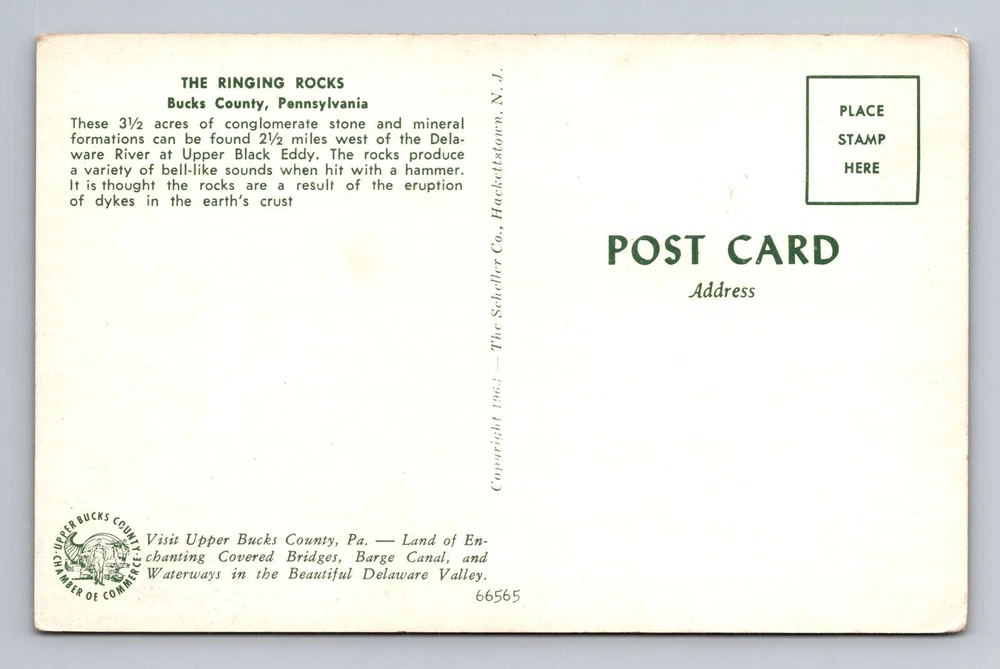 THE RINGING ROCKS
Bucks County, Pennsylvania
These 3½ acres of conglomerate stone and mineral
formations can be found 2½ miles west of the Dela-
ware River at Upper Black Eddy. The rocks produce
a variety of bell-like sounds when hit with a hammer.
It is thought the rocks are a result of the eruption
of dykes in the earth's crust
UPPER BUCKS COUNTY
CHAMBER OF COMMERCE
Visit Upper Bucks County, Pa. — Land of En-
chanting Covered Bridges, Barge Canal, and
Waterways in the Beautiful Delaware Valley.
66565
Copyright — The Scheller Co., Hackettstown, N. J.
PLACE
STAMP
HERE
POST CARD
Address